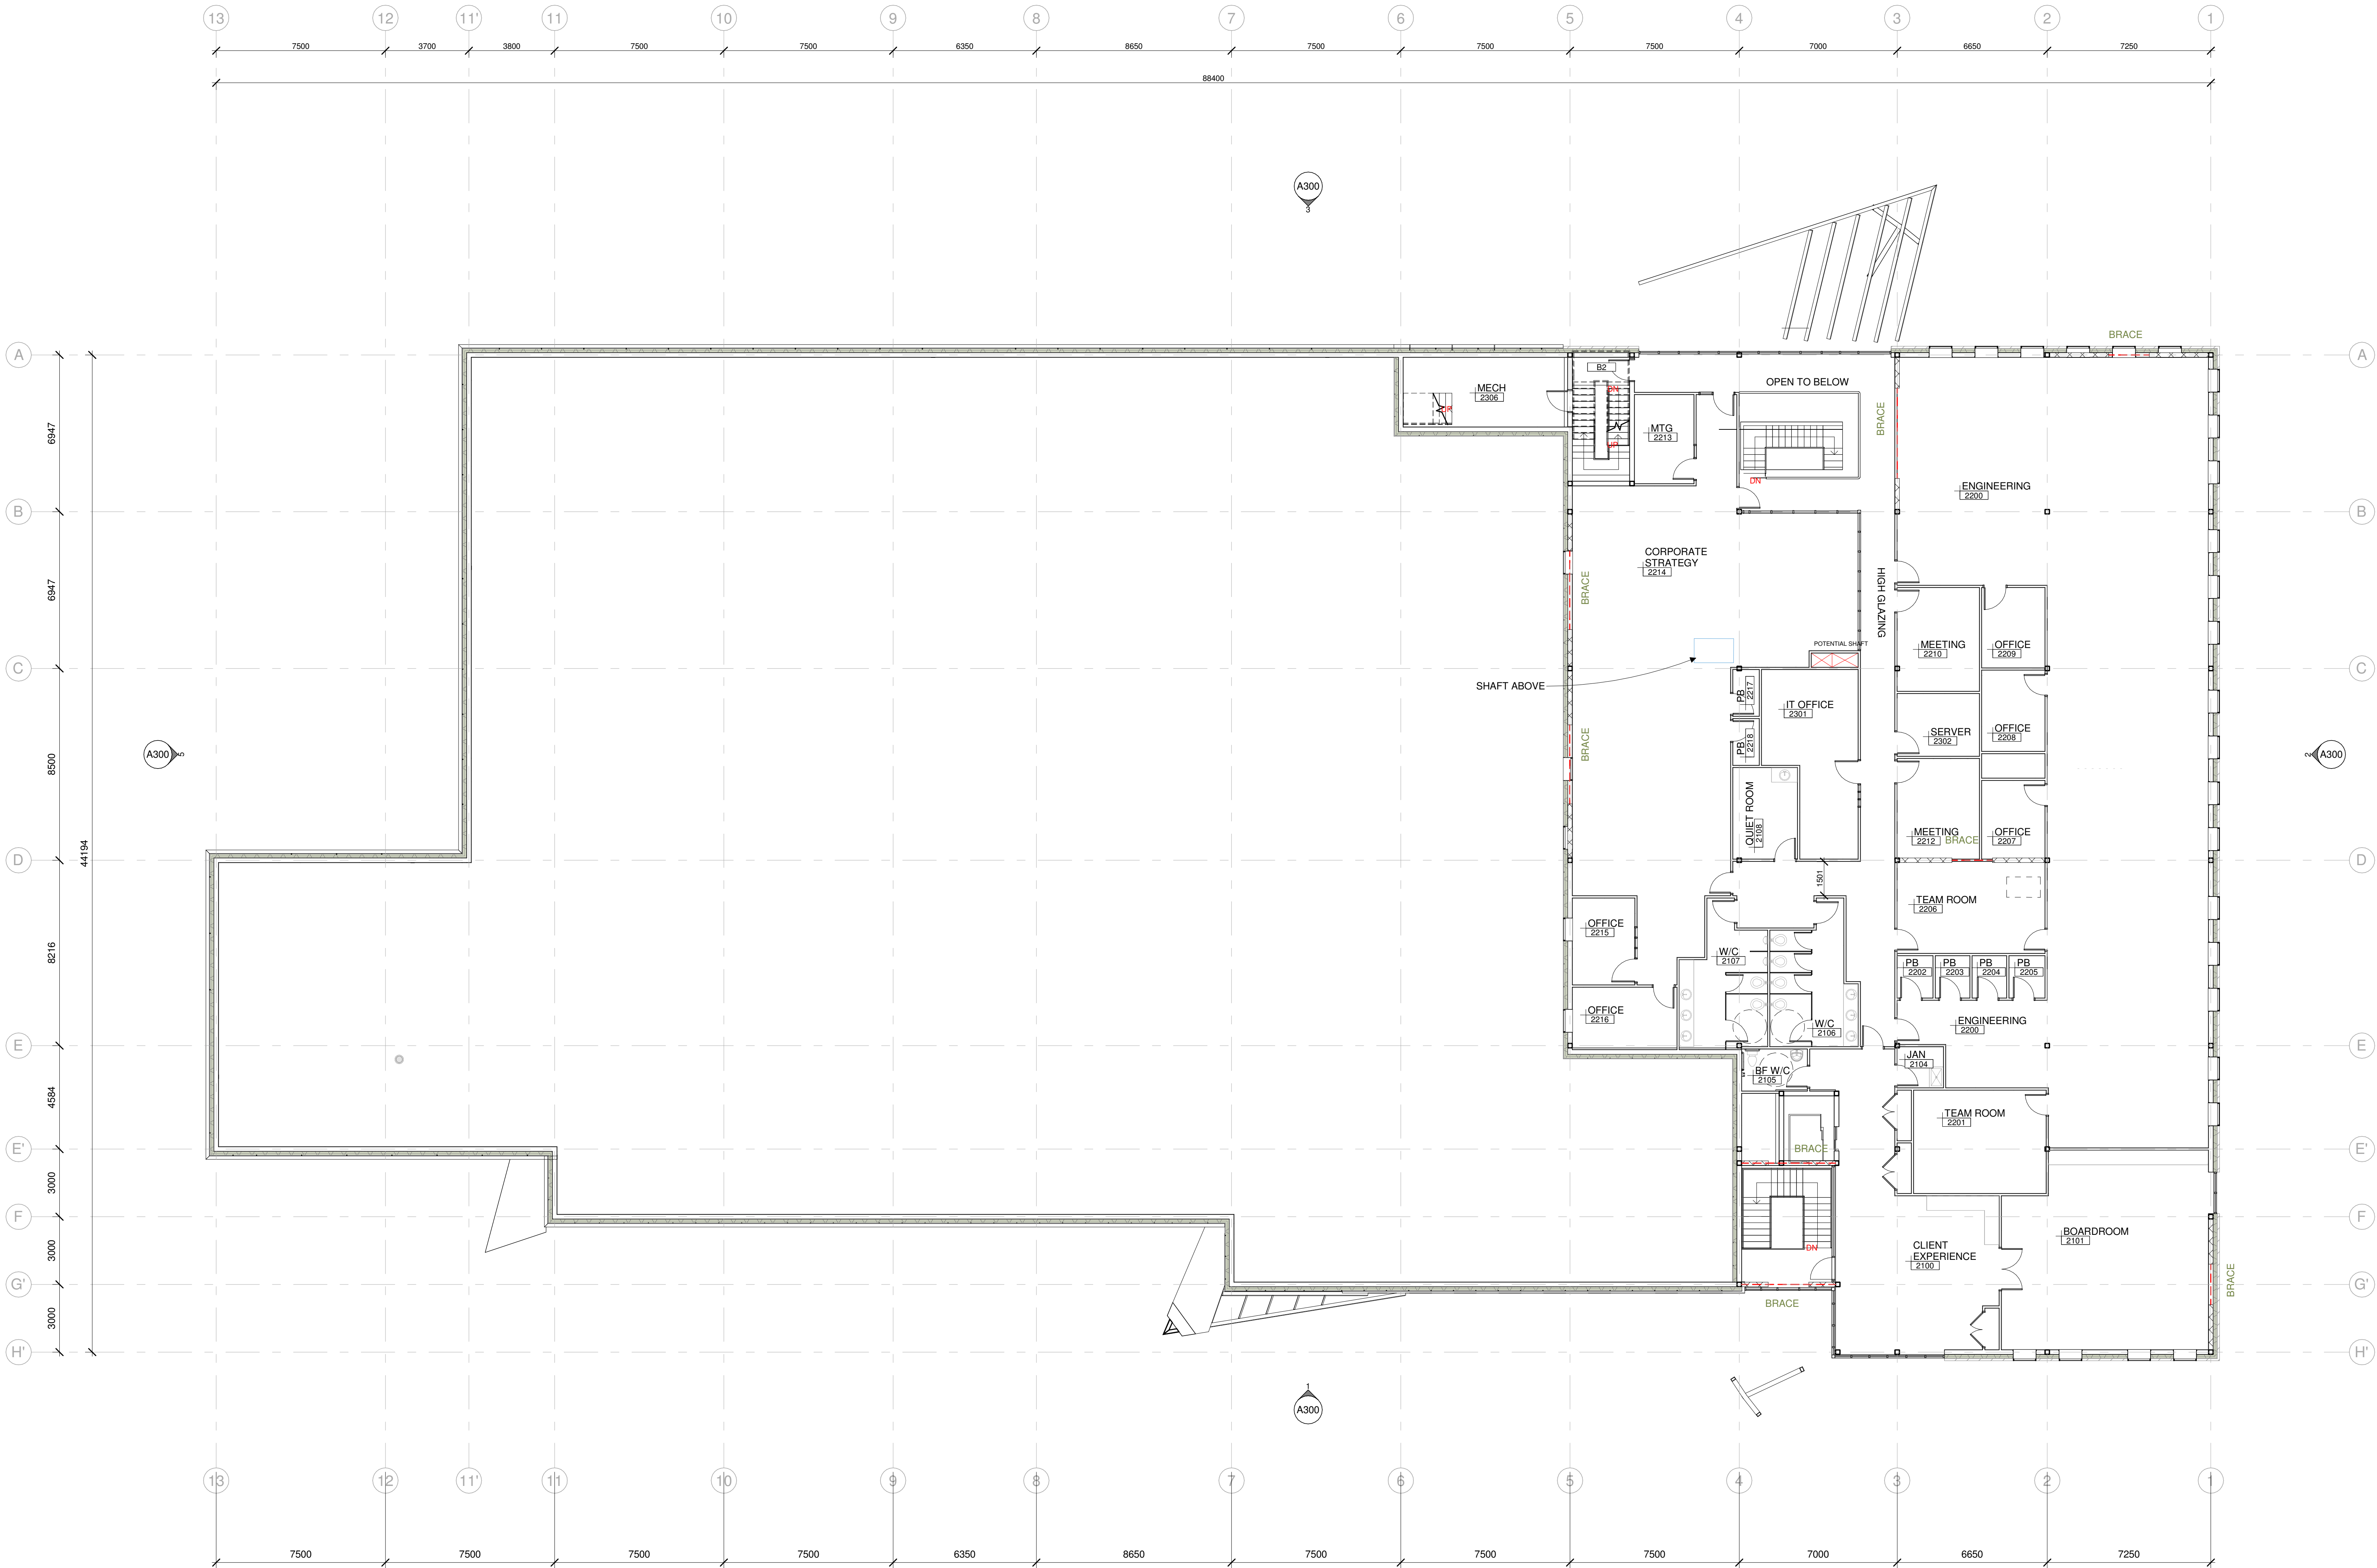 13 12 11' 11 10 9 8 7 6 5 4 3 2 1
7500 3700 3800 7500 7500 6350 8650 7500 7500 7500 7000 6650 7250
88400
A300
3
BRACE
A A
B2
OPEN TO BELOW
MECH
2306
DN
UP
BRACE
MTG
2213
UP
6947
DN
ENGINEERING
2200
B B
CORPORATE
STRATEGY
2214
BRACE
HIGH GLAZING
6947
POTENTIAL SHAFT
MEETING
2210
OFFICE
2209
C C
SHAFT ABOVE
PB
2217
IT OFFICE
2301
SERVER
2302
OFFICE
2208
PB
2218
BRACE
8500
A300
5
2
A300
QUIET ROOM
2108
MEETING
2212
BRACE
OFFICE
2207
44194
D D
1501
TEAM ROOM
2206
OFFICE
2215
8216
W/C
2107
PB
2202
PB
2203
PB
2204
PB
2205
OFFICE
2216
W/C
2106
ENGINEERING
2200
E E
JAN
2104
BF W/C
2105
4584
TEAM ROOM
2201
BRACE
E' E'
3000
F F
BOARDROOM
2101
CLIENT
EXPERIENCE
2100
DN
3000
G' G'
BRACE
BRACE
3000
H' H'
1
A300
13 12 11' 11 10 9 8 7 6 5 4 3 2 1
7500 7500 7500 7500 6350 8650 7500 7500 7500 7000 6650 7250